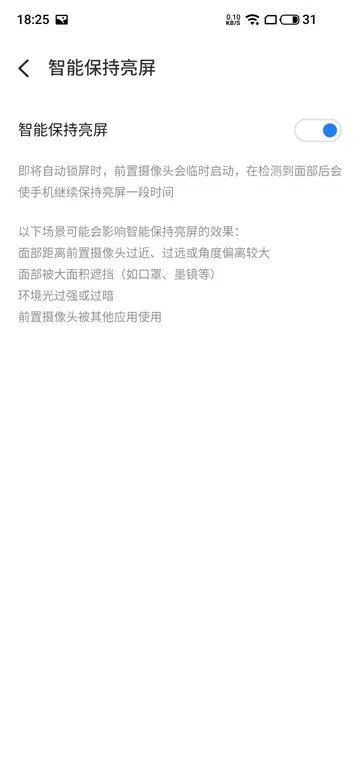 18:25
0.10
KB/S
31
智能保持亮屏
智能保持亮屏
即将自动锁屏时，前置摄像头会临时启动，在检测到面部后会
使手机继续保持亮屏一段时间
以下场景可能会影响智能保持亮屏的效果：
面部距离前置摄像头过近、过远或角度偏离较大
面部被大面积遮挡（如口罩、墨镜等）
环境光过强或过暗
前置摄像头被其他应用使用